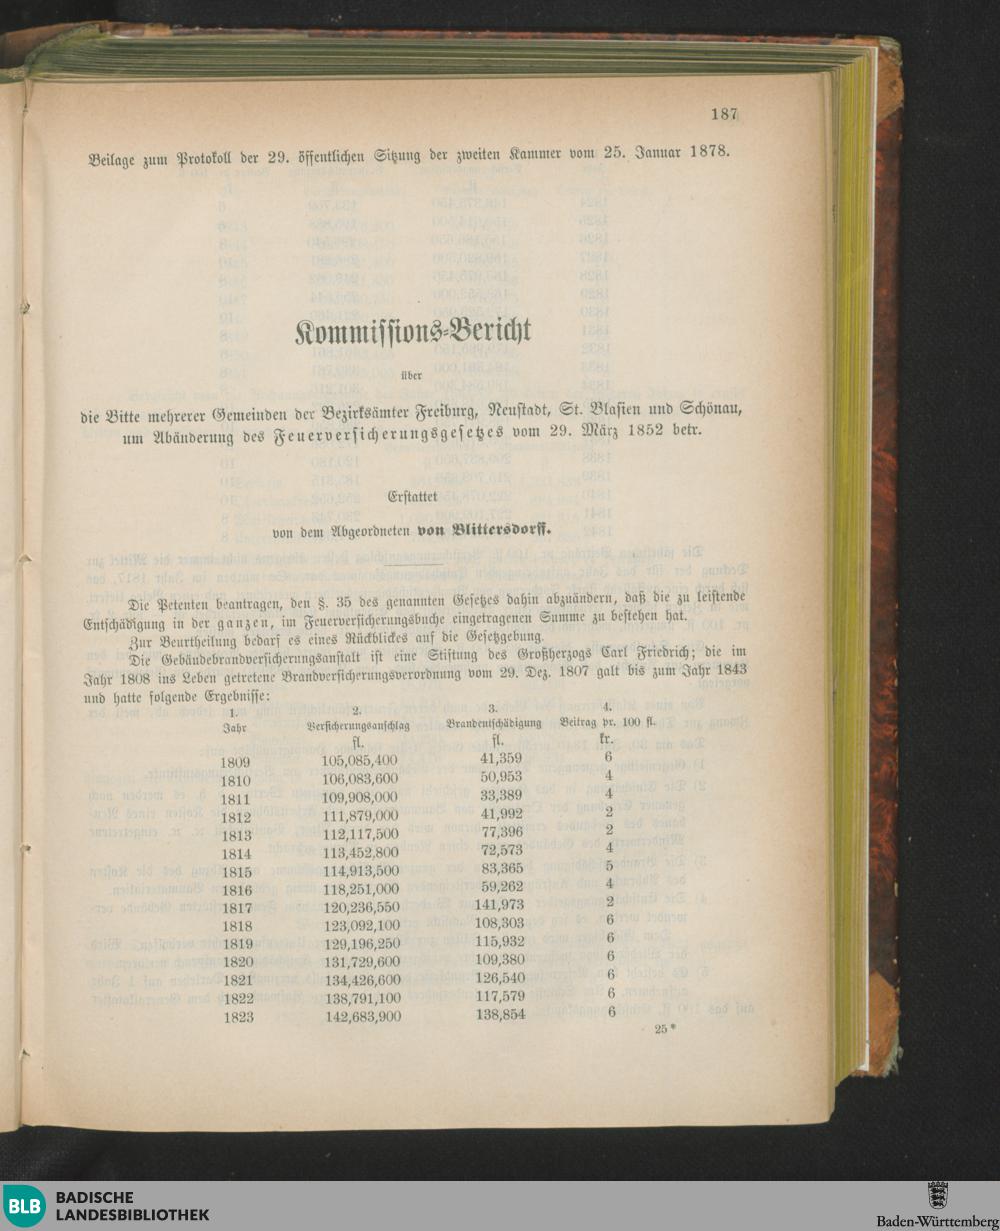 187
Beilage zum Protokoll der 29. öffentlichen Sitzung der zweiten Kammer vom 25. Januar 1878.
Kommissions-Bericht
über
die Bitte mehrerer Gemeinden der Bezirksämter Freiburg, Neustadt, St. Blasien und Schönau,
um Abänderung des Feuerversicherungsgesetzes vom 29. März 1852 betr.
Erstattet
von dem Abgeordneten von Blittersdorff.
Die Petenten beantragen, den §. 35 des genannten Gesetzes dahin abzuändern, daß die zu leistende
Entschädigung in der ganzen, im Feuerversicherungsbuche eingetragenen Summe zu bestehen hat.
Zur Beurtheilung bedarf es eines Rückblickes auf die Gesetzgebung.
Die Gebäudebrandversicherungsanstalt ist eine Stiftung des Großherzogs Carl Friedrich; die im
Jahr 1808 ins Leben getretene Brandversicherungsverordnung vom 29. Dez. 1807 galt bis zum Jahr 1843
und hatte folgende Ergebnisse:
1. 2. 3. 4.
Jahr Versicherungsanschlag Brandentschädigung Beitrag pr. 100 fl.
fl. fl. kr.
1809 105,085,400 41,359 6
1810 106,083,600 50,953 4
1811 109,908,000 33,389 4
1812 111,879,000 41,992 2
1813 112,117,500 77,396 2
1814 113,452,800 72,573 4
1815 114,913,500 83,365 5
1816 118,251,000 59,262 4
1817 120,236,550 141,973 2
1818 123,092,100 108,303 6
1819 129,196,250 115,932 6
1820 131,729,600 109,380 6
1821 134,426,600 126,540 6
1822 138,791,100 117,579 6
1823 142,683,900 138,854 6
25*
BLB BADISCHE
LANDESBIBLIOTHEK
Baden-Württemberg